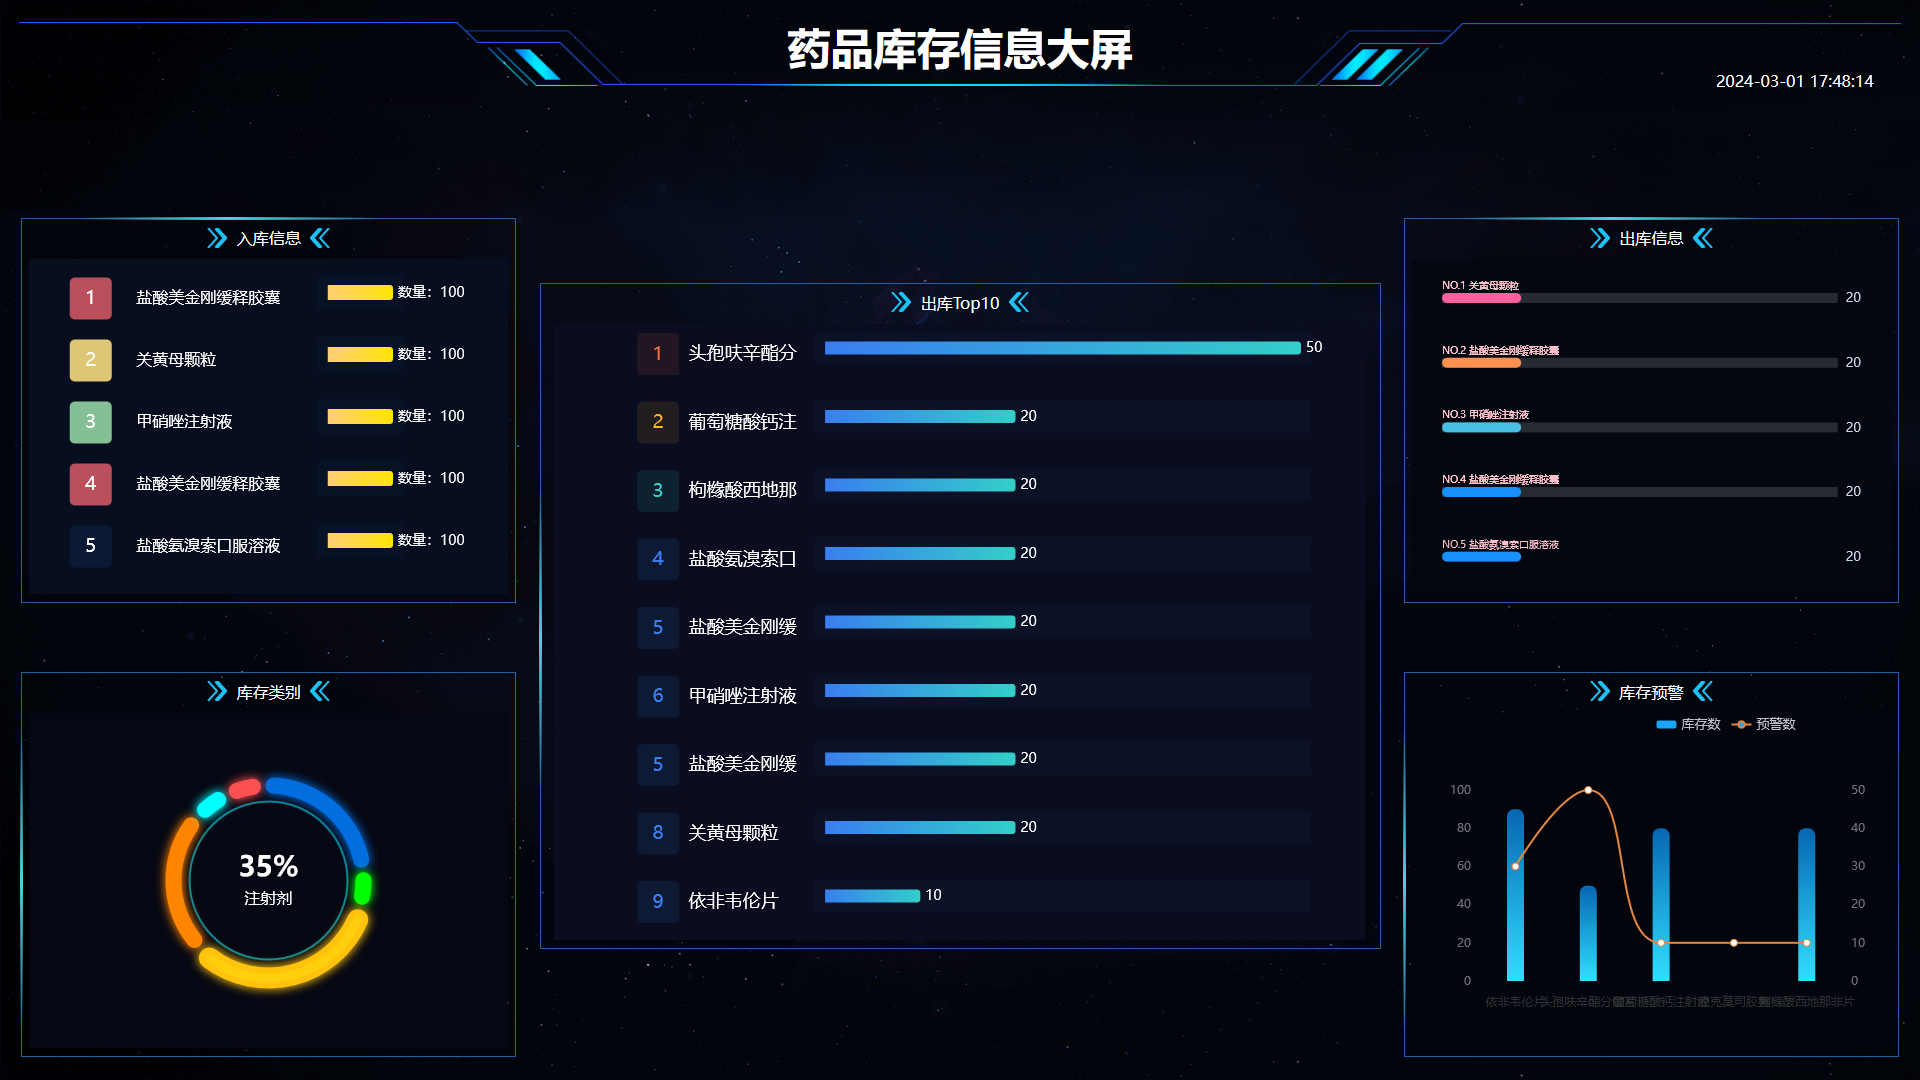 药品库存信息大屏
2024-03-01 17:48:14
入库信息
1 盐酸美金刚缓释胶囊 数量：100
2 关黄母颗粒 数量：100
3 甲硝唑注射液 数量：100
4 盐酸美金刚缓释胶囊 数量：100
5 盐酸氨溴索口服溶液 数量：100
库存类别
35%
注射剂
出库Top10
1 头孢呋辛酯分 50
2 葡萄糖酸钙注 20
3 枸橼酸西地那 20
4 盐酸氨溴索口 20
5 盐酸美金刚缓 20
6 甲硝唑注射液 20
5 盐酸美金刚缓 20
8 关黄母颗粒 20
9 依非韦伦片 10
出库信息
NO.1 关黄母颗粒 20
NO.2 盐酸美金刚缓释胶囊 20
NO.3 甲硝唑注射液 20
NO.4 盐酸美金刚缓释胶囊 20
NO.5 盐酸氨溴索口服溶液 20
库存预警
库存数 预警数
100 50
80 40
60 30
40 20
20 10
0 0
依非韦伦片 头孢呋辛酯分 葡萄糖酸钙注射液 克莫司胶囊 枸橼酸西地那非片